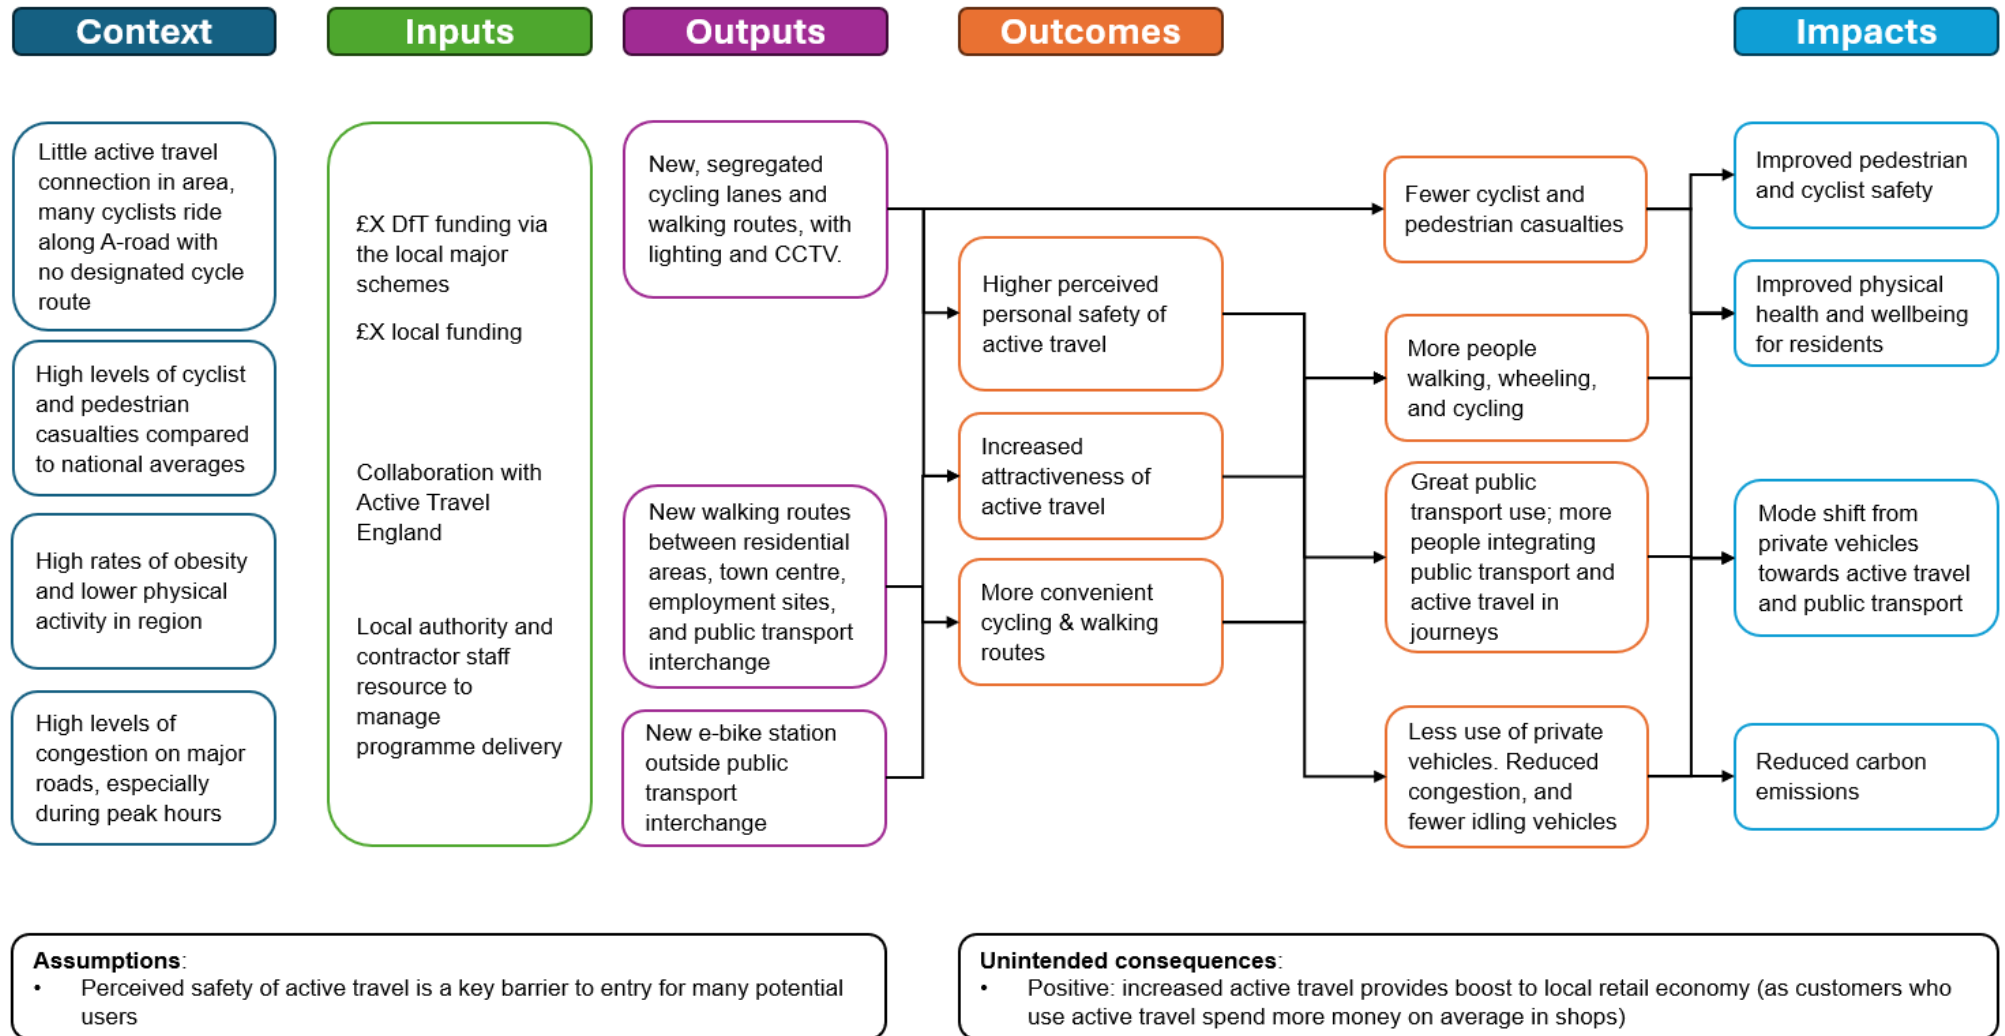 Context
Inputs
Outputs
Outcomes
Impacts
Little active travel
connection in area,
many cyclists ride
along A-road with
no designated cycle
route
High levels of cyclist
and pedestrian
casualties compared
to national averages
High rates of obesity
and lower physical
activity in region
High levels of
congestion on major
roads, especially
during peak hours
£X DfT funding via
the local major
schemes
£X local funding
Collaboration with
Active Travel
England
Local authority and
contractor staff
resource to
manage
programme delivery
New, segregated
cycling lanes and
walking routes, with
lighting and CCTV.
New walking routes
between residential
areas, town centre,
employment sites,
and public transport
interchange
New e-bike station
outside public
transport
interchange
Higher perceived
personal safety of
active travel
Increased
attractiveness of
active travel
More convenient
cycling & walking
routes
Fewer cyclist and
pedestrian casualties
More people
walking, wheeling,
and cycling
Great public
transport use; more
people integrating
public transport and
active travel in
journeys
Less use of private
vehicles. Reduced
congestion, and
fewer idling vehicles
Improved pedestrian
and cyclist safety
Improved physical
health and wellbeing
for residents
Mode shift from
private vehicles
towards active travel
and public transport
Reduced carbon
emissions
Assumptions:
• Perceived safety of active travel is a key barrier to entry for many potential
users
Unintended consequences:
• Positive: increased active travel provides boost to local retail economy (as customers who
use active travel spend more money on average in shops)